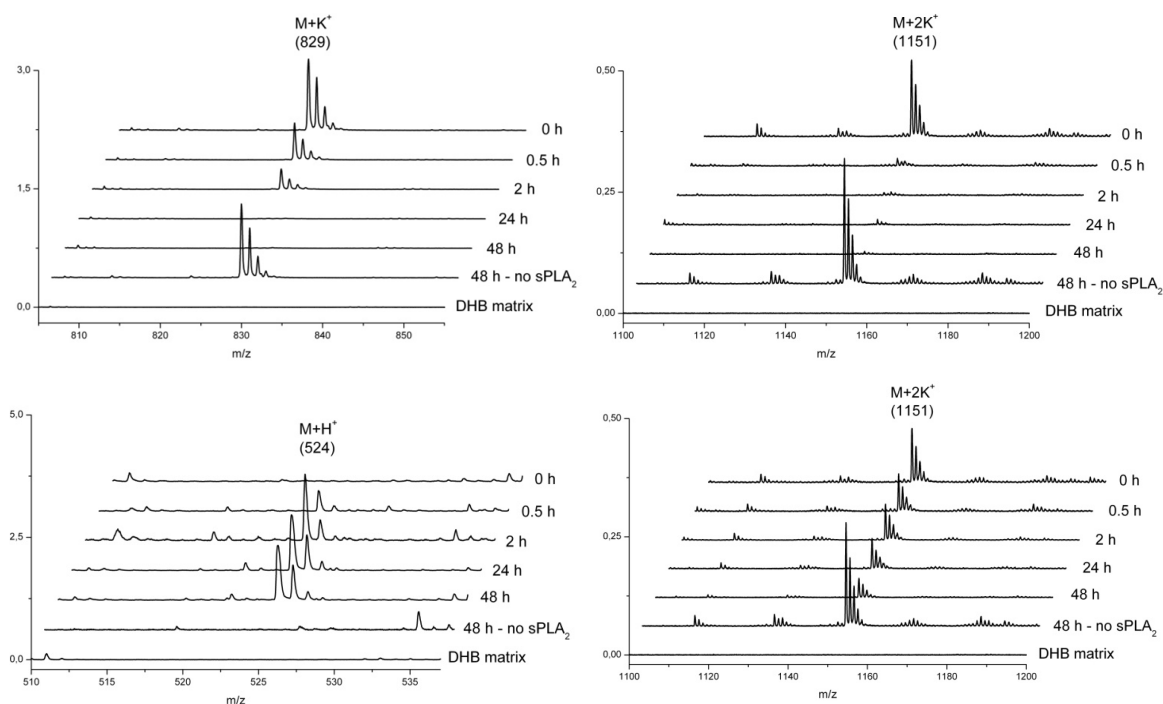 M+K⁺
(829)
3,0
1,5
0,0
0 h
0.5 h
2 h
24 h
48 h
48 h - no sPLA₂
DHB matrix
810 820 830 840 850
m/z
M+2K⁺
(1151)
0,50
0,25
0,00
0 h
0.5 h
2 h
24 h
48 h
48 h - no sPLA₂
DHB matrix
1100 1120 1140 1160 1180 1200
m/z
M+H⁺
(524)
5,0
2,5
0,0
0 h
0.5 h
2 h
24 h
48 h
48 h - no sPLA₂
DHB matrix
510 515 520 525 530 535
m/z
M+2K⁺
(1151)
0,50
0,25
0,00
0 h
0.5 h
2 h
24 h
48 h
48 h - no sPLA₂
DHB matrix
1100 1120 1140 1160 1180 1200
m/z